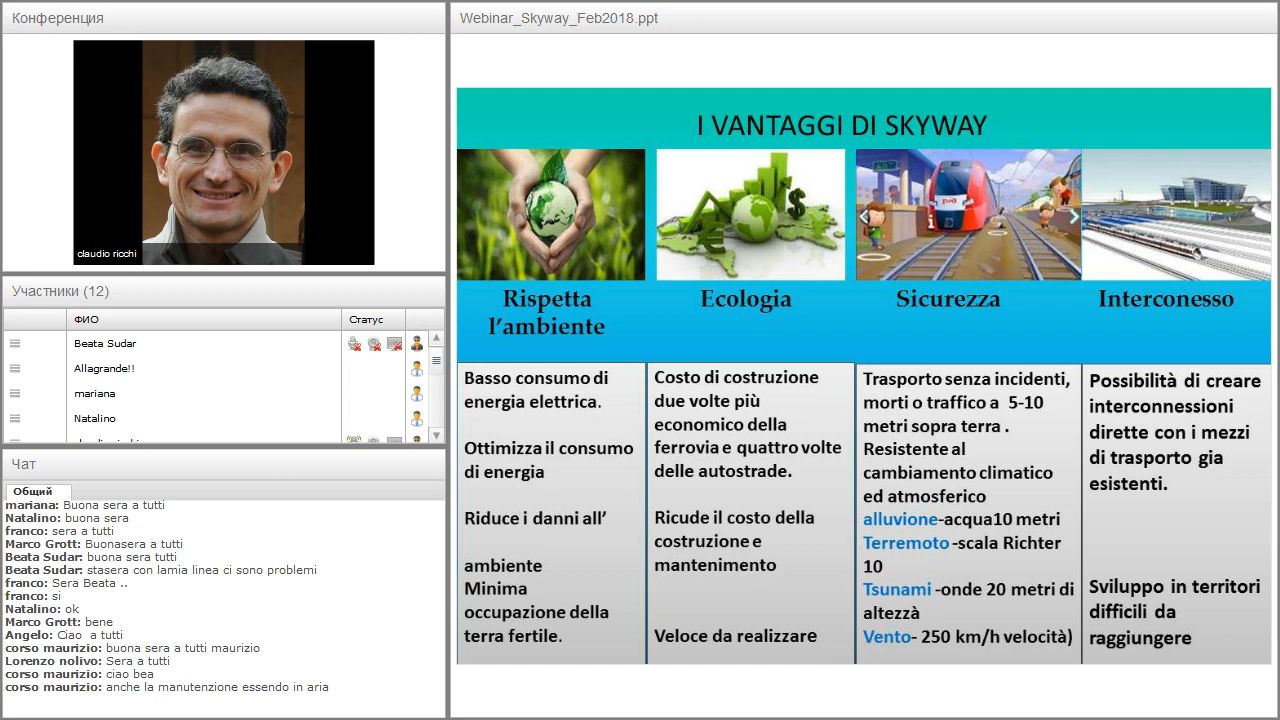 Конференция
claudio ricchi
Участники (12)
ФИО
Статус
Beata Sudar
Allagrande!!
mariana
Natalino
Чат
Общий
mariana: Buona sera a tutti
Natalino: buona sera
franco: sera a tutti
Marco Grott: Buonasera a tutti
Beata Sudar: buona sera tutti
Beata Sudar: stasera con lamia linea ci sono problemi
franco: Sera Beata ..
franco: si
Natalino: ok
Marco Grott: bene
Angelo: Ciao a tutti
corso maurizio: buona sera a tutti maurizio
Lorenzo nolivo: Sera a tutti
corso maurizio: ciao bea
corso maurizio: anche la manutenzione essendo in aria
Webinar_Skyway_Feb2018.ppt
I VANTAGGI DI SKYWAY
Rispetta
l’ambiente
Basso consumo di
energia elettrica.
Ottimizza il consumo
di energia
Riduce i danni all’
ambiente
Minima
occupazione della
terra fertile.
Ecologia
Costo di costruzione
due volte più
economico della
ferrovia e quattro volte
delle autostrade.
Ricude il costo della
costruzione e
mantenimento
Veloce da realizzare
Sicurezza
Trasporto senza incidenti,
morti o traffico a 5-10
metri sopra terra .
Resistente al
cambiamento climatico
ed atmosferico
alluvione-acqua10 metri
Terremoto -scala Richter
10
Tsunami -onde 20 metri di
altezzà
Vento- 250 km/h velocità)
Interconesso
Possibilità di creare
interconnessioni
dirette con i mezzi
di trasporto gia
esistenti.
Sviluppo in territori
difficili da
raggiungere